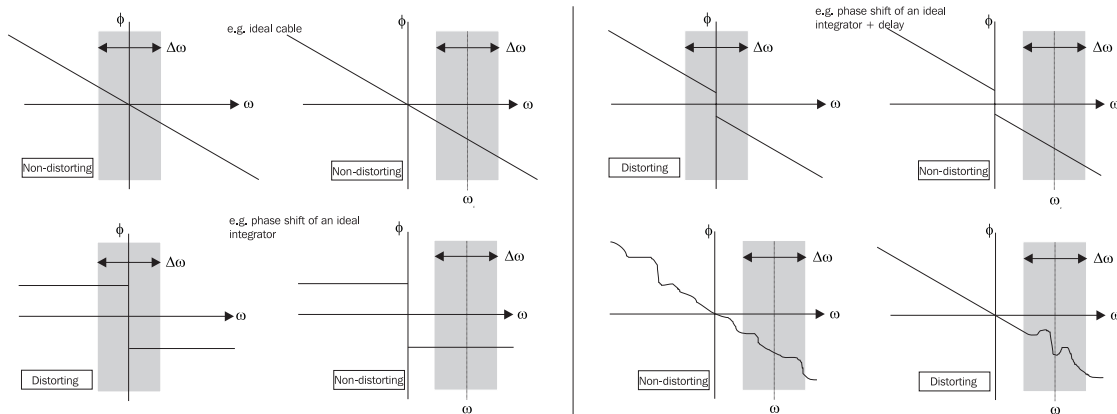 ϕ
e.g. ideal cable
ϕ
Δω
Δω
ω
ω
Non-distorting
Non-distorting
ω
e.g. phase shift of an ideal
integrator + delay
ϕ
ϕ
Δω
Δω
ω
ω
Distorting
Non-distorting
ω
e.g. phase shift of an ideal
integrator
ϕ
ϕ
Δω
Δω
ω
ω
Distorting
Non-distorting
ω
ϕ
ϕ
Δω
Δω
ω
ω
Non-distorting
Distorting
ω
ω